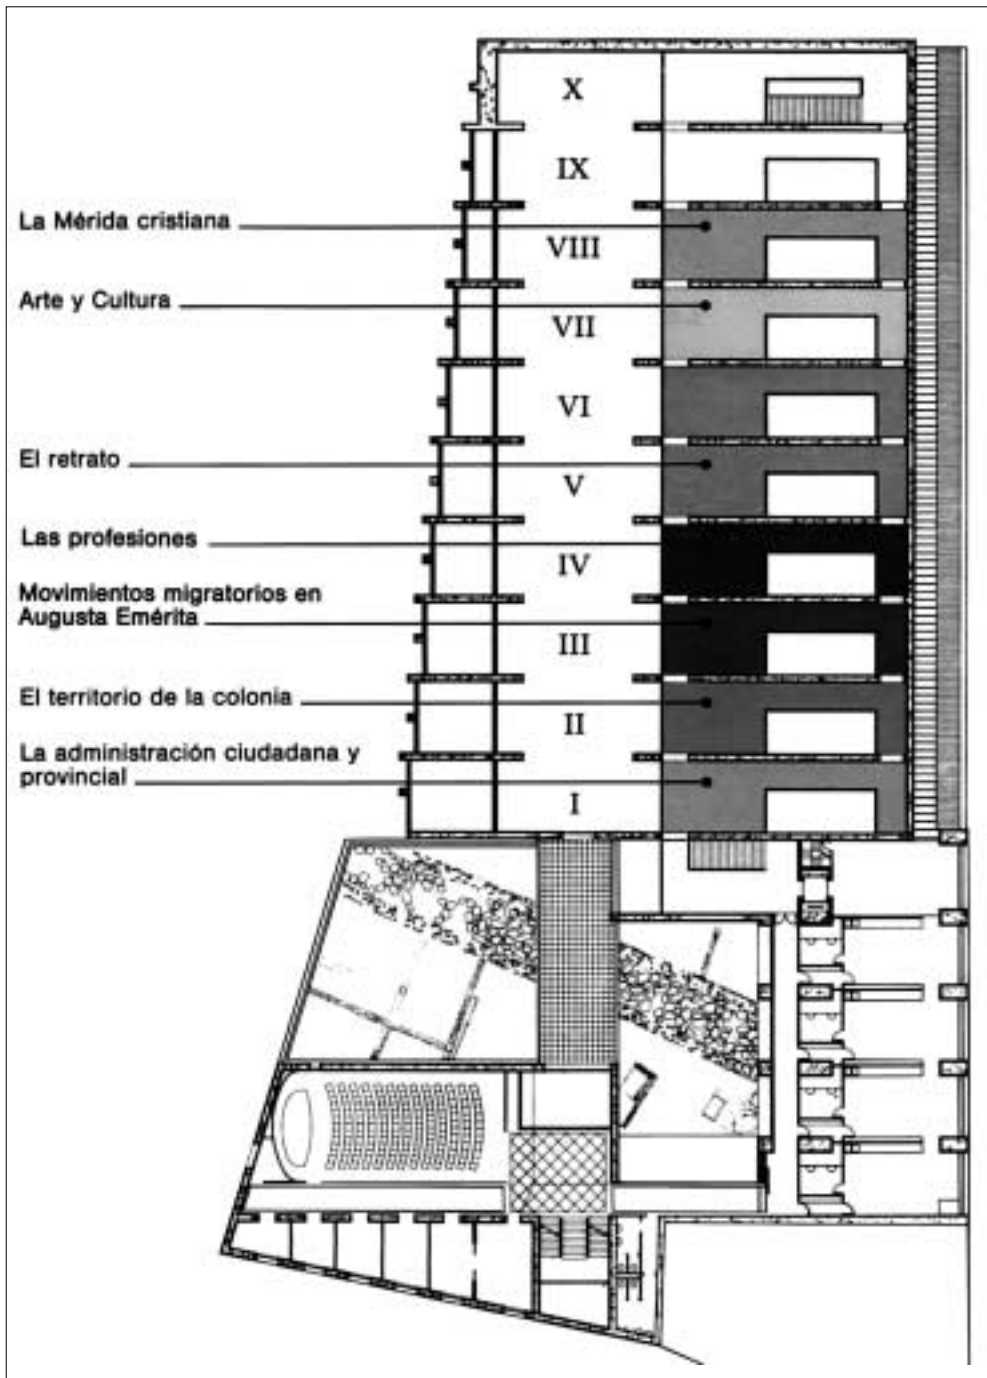 X
IX
La Mérida cristiana
VIII
Arte y Cultura
VII
VI
El retrato
V
Las profesiones
IV
Movimientos migratorios en
Augusta Emérita
III
El territorio de la colonia
II
La administración ciudadana y
provincial
I